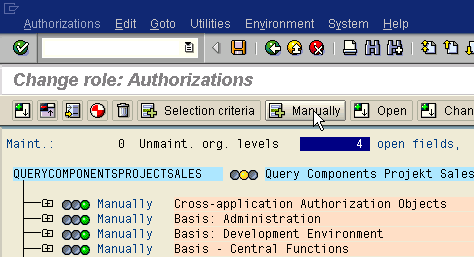 Authorizations Edit Goto Utilities Environment System Help
Change role: Authorizations
Selection criteria Manually Open Chan
Maint.: 0 Unmaint. org. levels 4 open fields,
QUERYCOMPONENTSPROJECTSALES Query Components Projekt Sales
Manually Cross-application Authorization Objects
Manually Basis: Administration
Manually Basis: Development Environment
Manually Basis - Central Functions